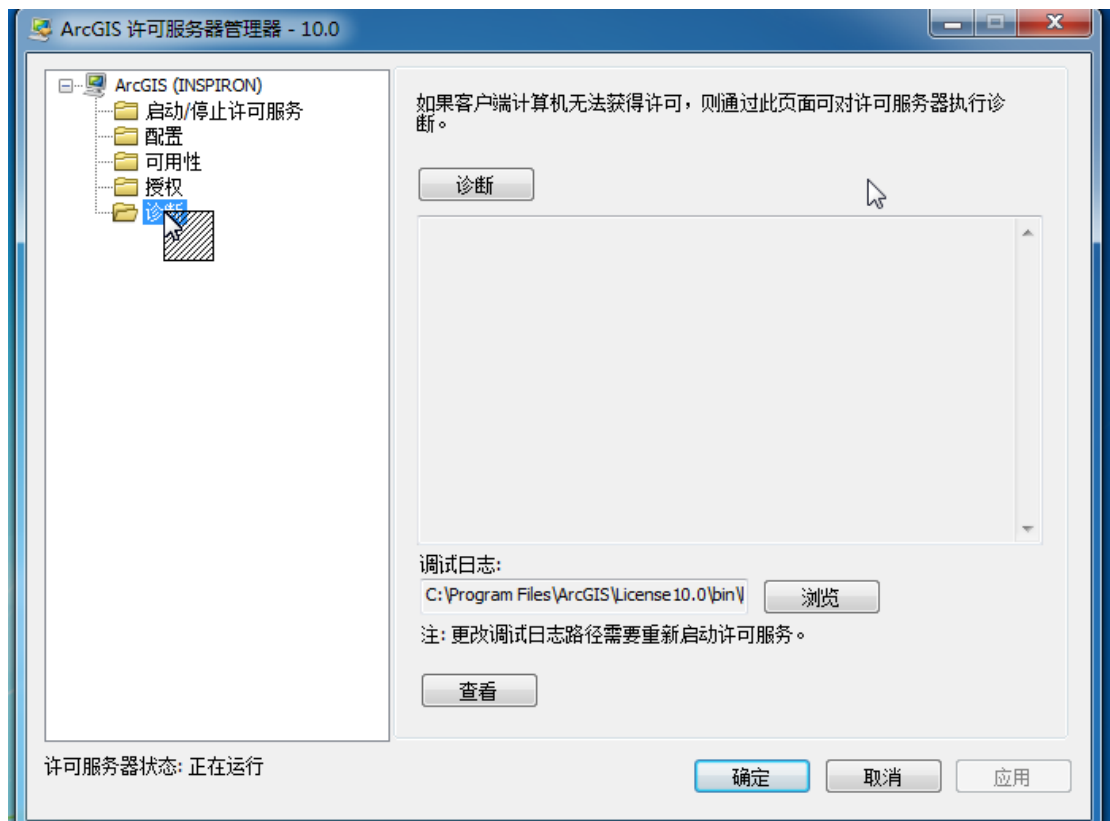 ArcGIS 许可服务器管理器 - 10.0
ArcGIS (INSPIRON)
启动/停止许可服务
配置
可用性
授权
诊断
如果客户端计算机无法获得许可，则通过此页面可对许可服务器执行诊
断。
诊断
调试日志:
C:\Program Files\ArcGIS\License10.0\bin\
浏览
注: 更改调试日志路径需要重新启动许可服务。
查看
许可服务器状态: 正在运行
确定
取消
应用